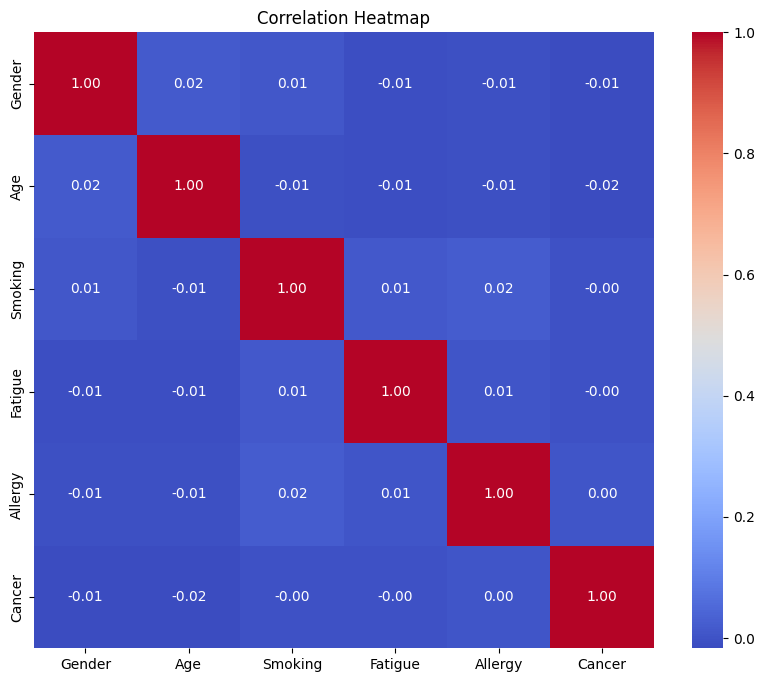 Correlation Heatmap
Gender 1.00 0.02 0.01 -0.01 -0.01 -0.01
Age 0.02 1.00 -0.01 -0.01 -0.01 -0.02
Smoking 0.01 -0.01 1.00 0.01 0.02 -0.00
Fatigue -0.01 -0.01 0.01 1.00 0.01 -0.00
Allergy -0.01 -0.01 0.02 0.01 1.00 0.00
Cancer -0.01 -0.02 -0.00 -0.00 0.00 1.00
Gender Age Smoking Fatigue Allergy Cancer
1.0
0.8
0.6
0.4
0.2
0.0